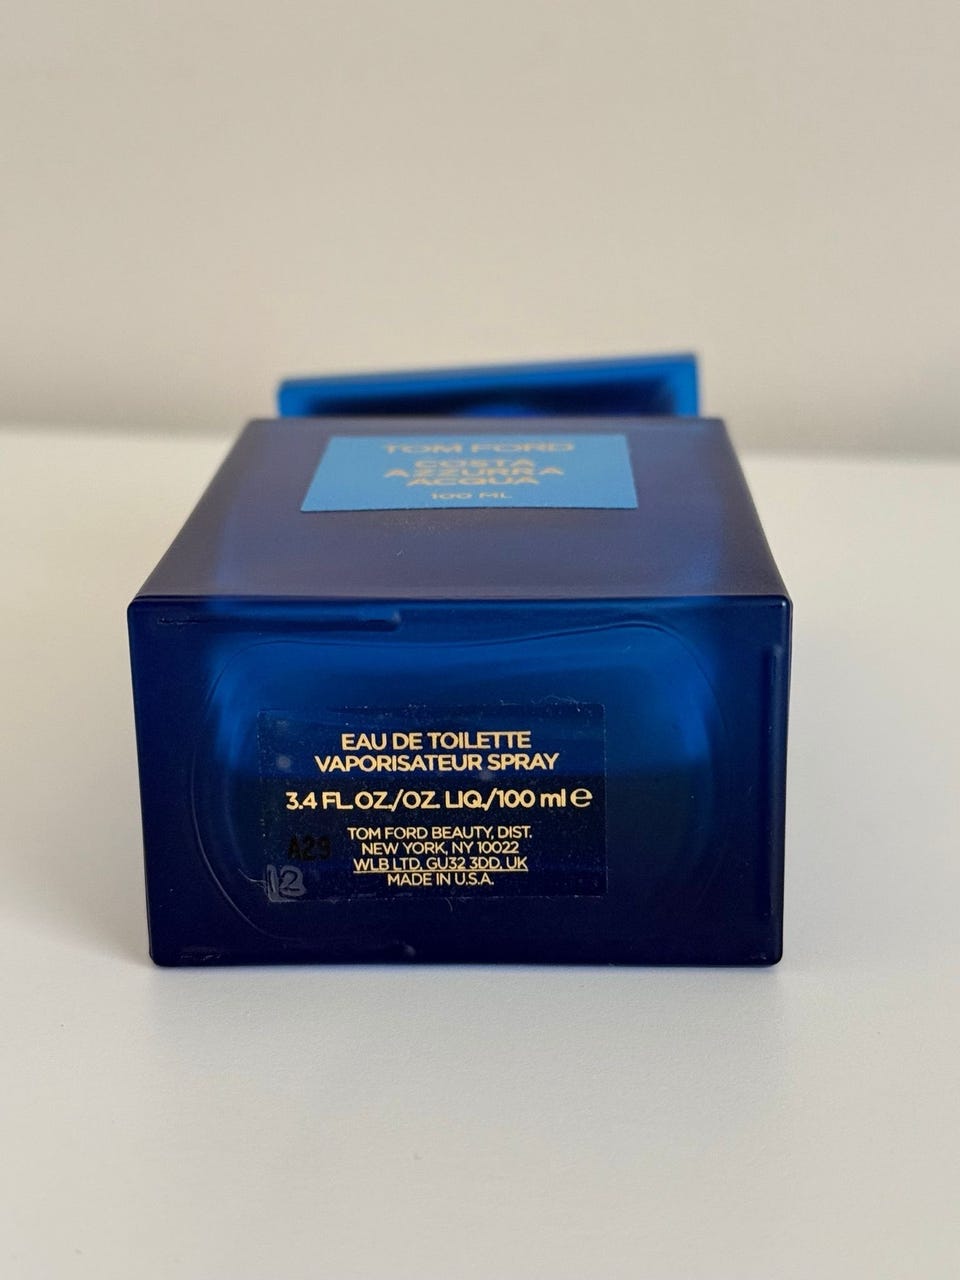 TOM FORD
COSTA
AZZURRA
ACQUA
100 ML
EAU DE TOILETTE
VAPORISATEUR SPRAY
3.4 FL. OZ./OZ. LIQ./100 ml ℮
TOM FORD BEAUTY, DIST.
NEW YORK, NY 10022
WLB LTD, GU32 3DD, UK
MADE IN U.S.A.
A29
12